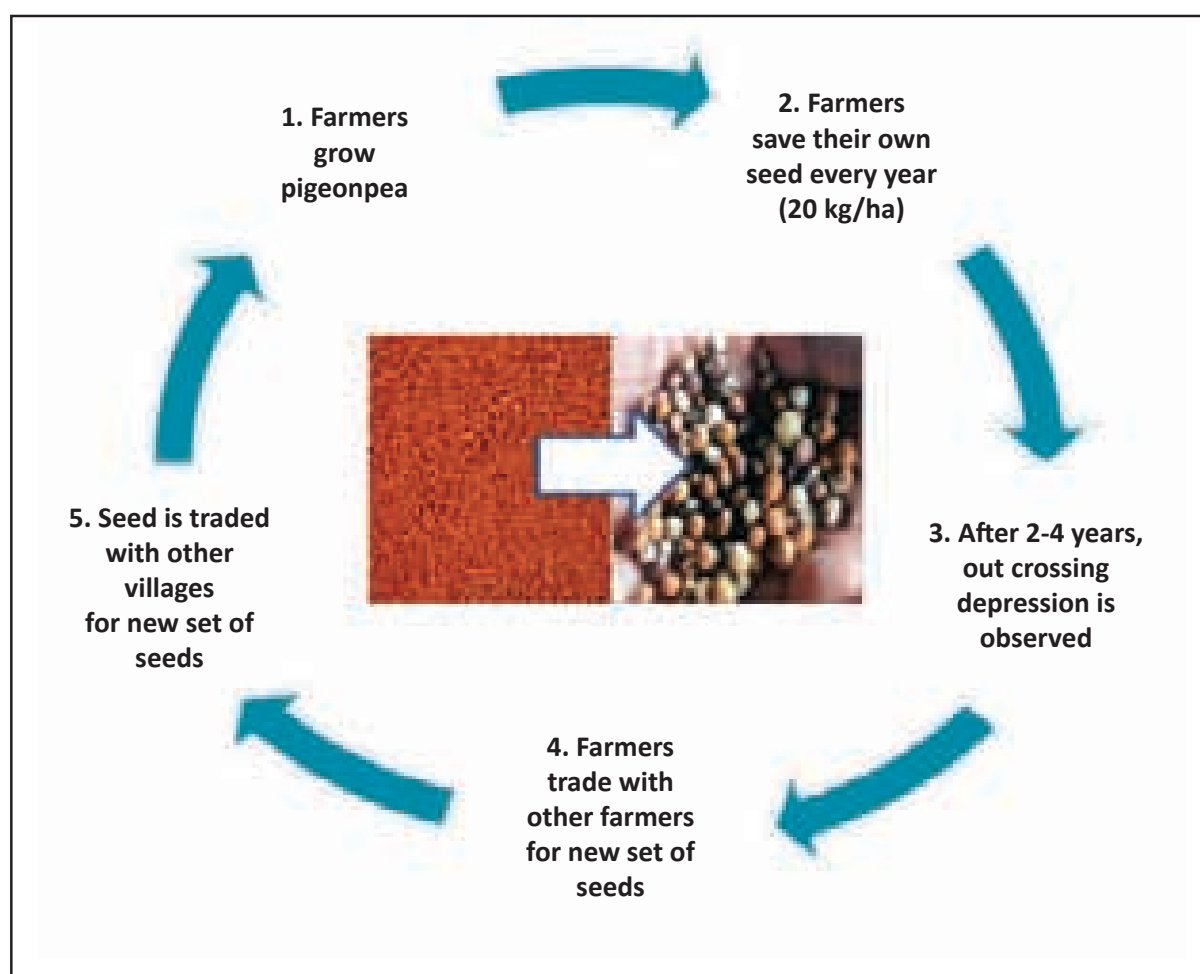 1. Farmers
grow
pigeonpea
2. Farmers
save their own
seed every year
(20 kg/ha)
3. After 2-4 years,
out crossing
depression is
observed
4. Farmers
trade with
other farmers
for new set of
seeds
5. Seed is traded
with other
villages
for new set of
seeds